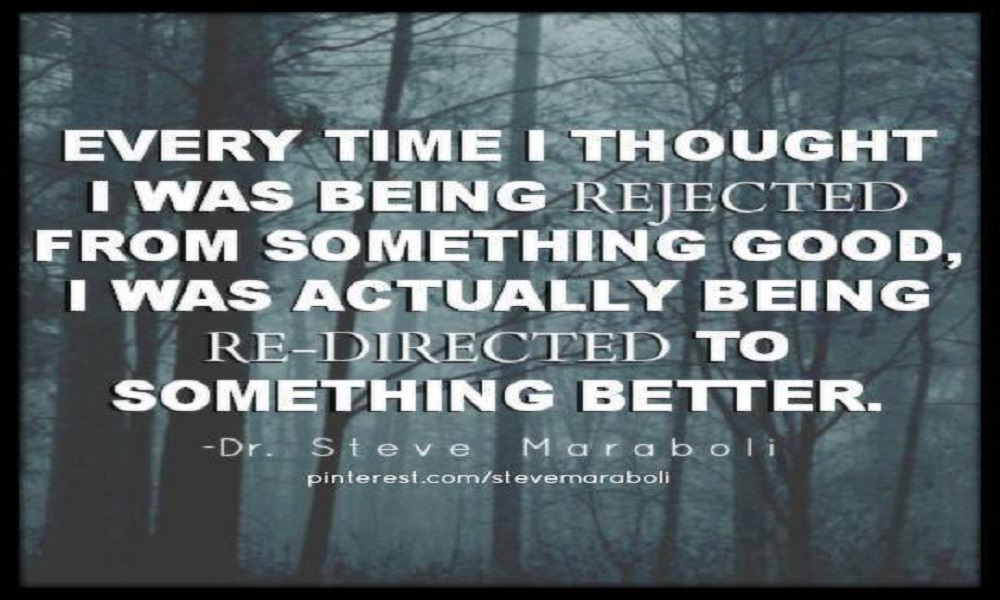 EVERY TIME I THOUGHT
I WAS BEING REJECTED
FROM SOMETHING GOOD,
I WAS ACTUALLY BEING
RE-DIRECTED TO
SOMETHING BETTER.
-Dr. Steve Maraboli
pinterest.com/stevemaraboli